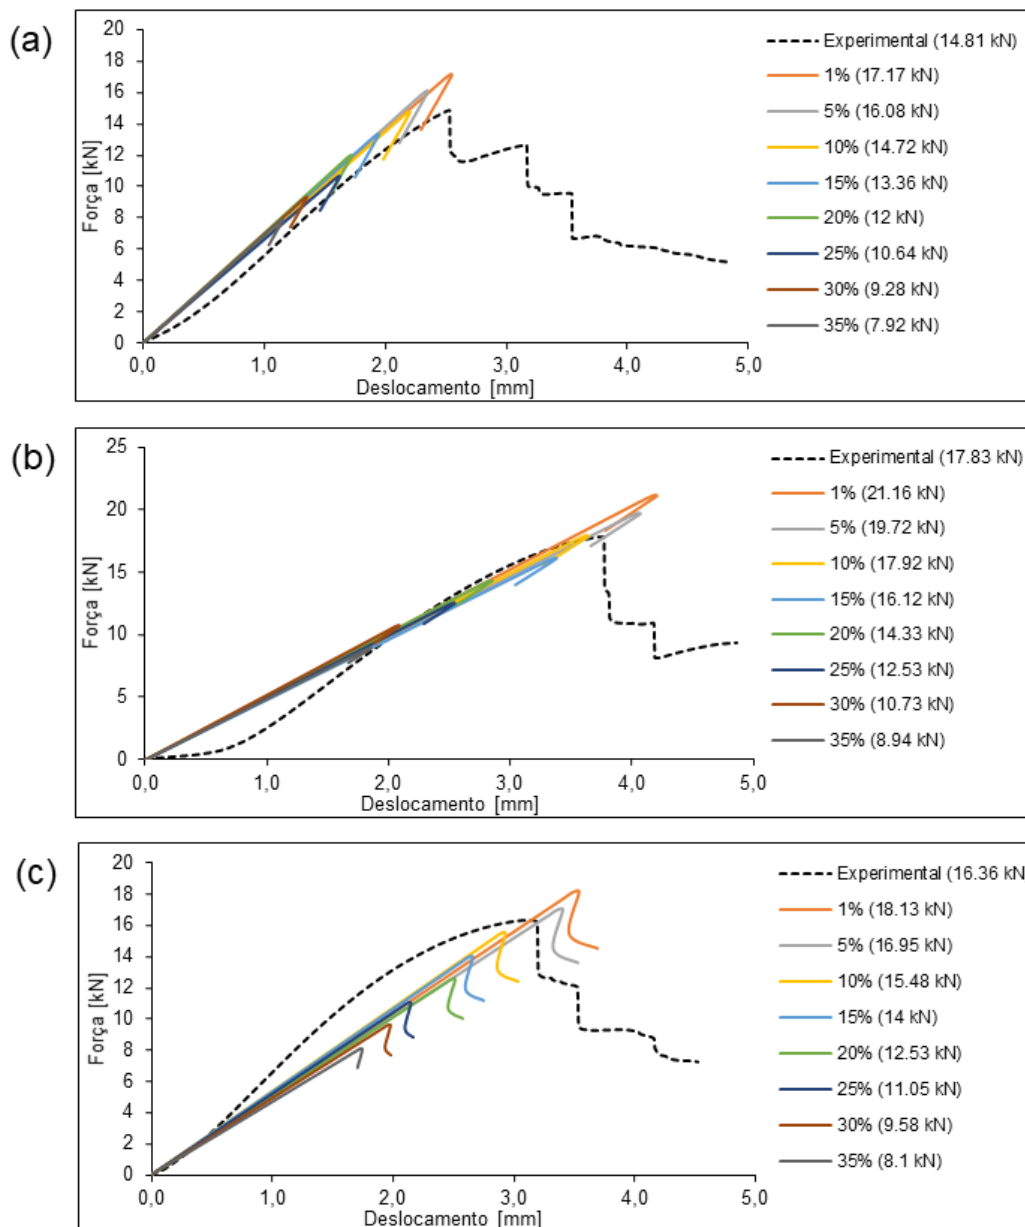 (a)
Força [kN]
20
18
16
14
12
10
8
6
4
2
0
0,0 1,0 2,0 3,0 4,0 5,0
Deslocamento [mm]
Experimental (14.81 kN)
1% (17.17 kN)
5% (16.08 kN)
10% (14.72 kN)
15% (13.36 kN)
20% (12 kN)
25% (10.64 kN)
30% (9.28 kN)
35% (7.92 kN)
(b)
Força [kN]
25
20
15
10
5
0
0,0 1,0 2,0 3,0 4,0 5,0
Deslocamento [mm]
Experimental (17.83 kN)
1% (21.16 kN)
5% (19.72 kN)
10% (17.92 kN)
15% (16.12 kN)
20% (14.33 kN)
25% (12.53 kN)
30% (10.73 kN)
35% (8.94 kN)
(c)
Força [kN]
20
18
16
14
12
10
8
6
4
2
0
0,0 1,0 2,0 3,0 4,0 5,0
Deslocamento [mm]
Experimental (16.36 kN
1% (18.13 kN)
5% (16.95 kN)
10% (15.48 kN)
15% (14 kN)
20% (12.53 kN)
25% (11.05 kN)
30% (9.58 kN)
35% (8.1 kN)